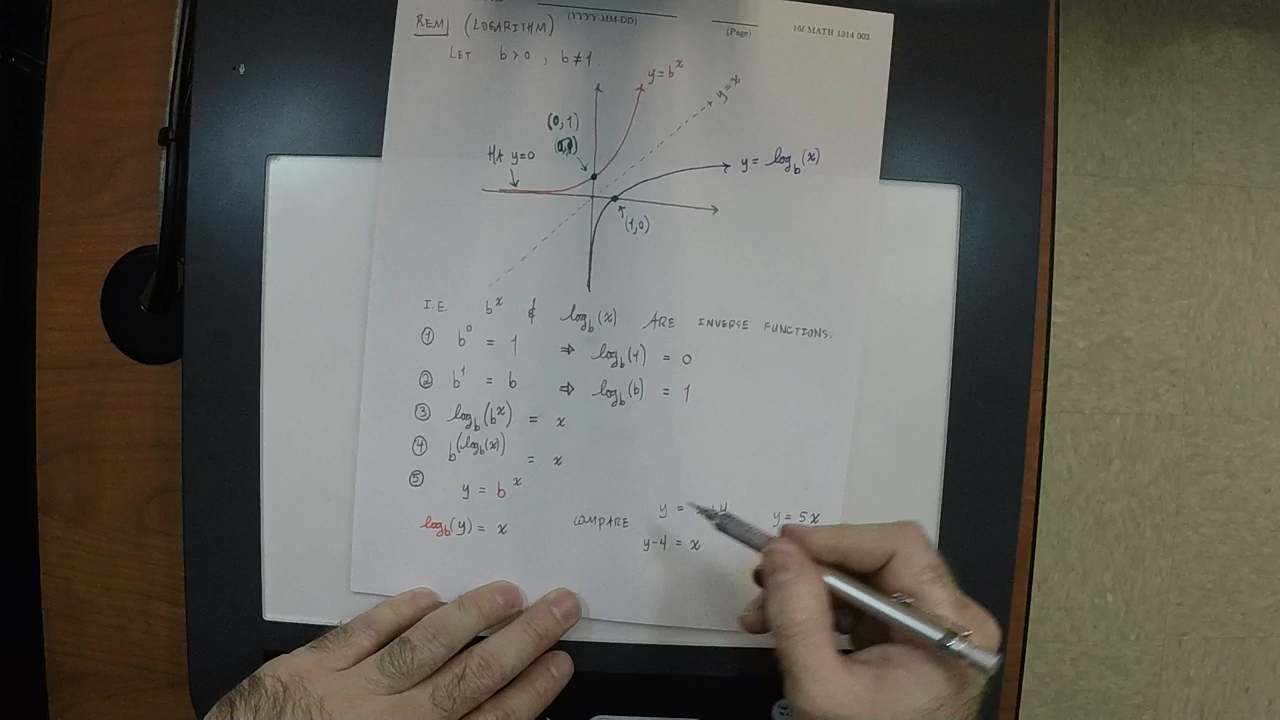 (YYYY-MM-DD)
(Page)
16f MATH 1314 003
REM (LOGARITHM)
LET b > 0 , b ≠ 1
y = b^x
y = x
(0,1)
HA y=0
y = log_b(x)
(1,0)
I.E. b^x & log_b(x) ARE INVERSE FUNCTIONS.
① b^0 = 1 ⇒ log_b(1) = 0
② b^1 = b ⇒ log_b(b) = 1
③ log_b(b^x) = x
④ b^(log_b(x)) = x
⑤ y = b^x
log_b(y) = x
COMPARE y = +4 y = 5x
y-4 = x